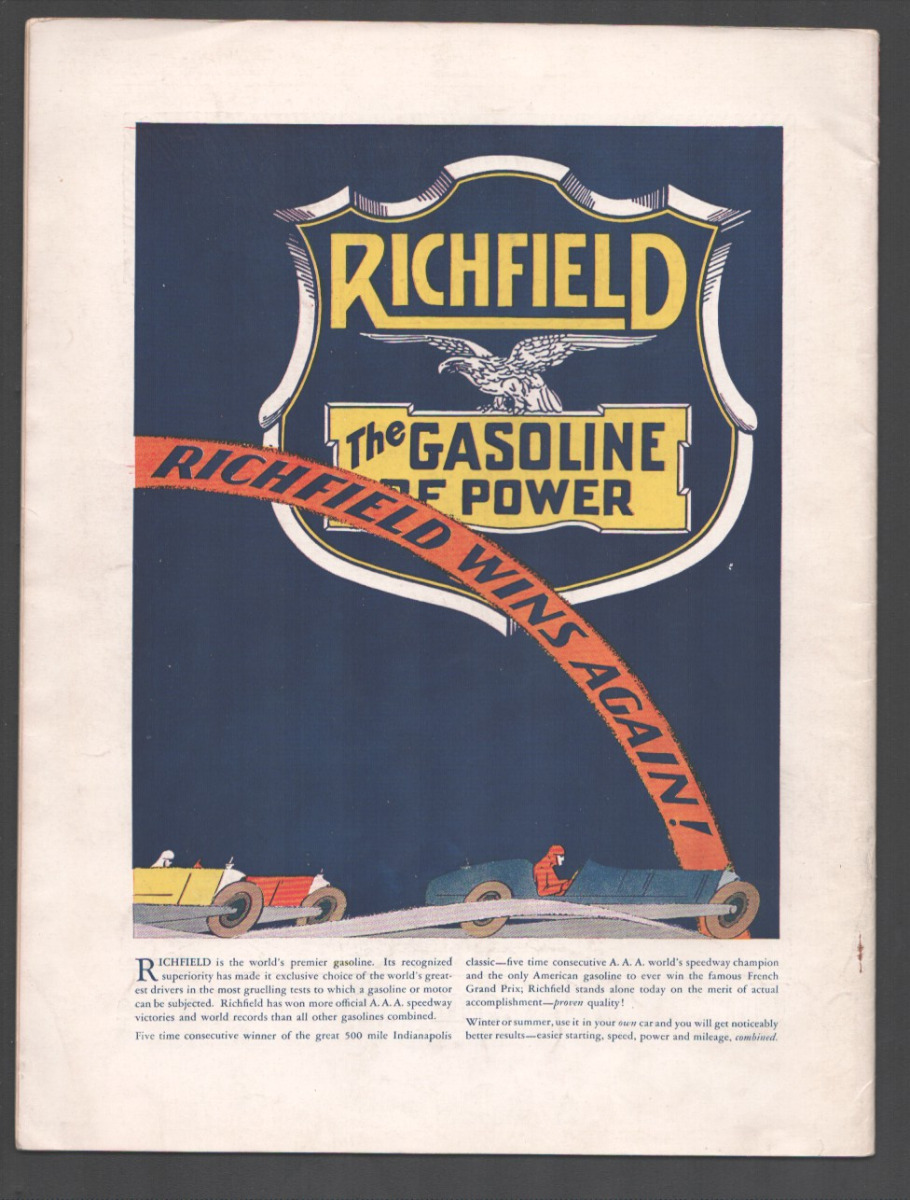 RICHFIELD
The GASOLINE
OF POWER
RICHFIELD WINS AGAIN!
RICHFIELD is the world's premier gasoline. Its recognized
superiority has made it exclusive choice of the world's great-
est drivers in the most gruelling tests to which a gasoline or motor
can be subjected. Richfield has won more official A. A. A. speedway
victories and world records than all other gasolines combined.
Five time consecutive winner of the great 500 mile Indianapolis
classic—five time consecutive A. A. A. world's speedway champion
and the only American gasoline to ever win the famous French
Grand Prix; Richfield stands alone today on the merit of actual
accomplishment—proven quality!
Winter or summer, use it in your own car and you will get noticeably
better results—easier starting, speed, power and mileage, combined.